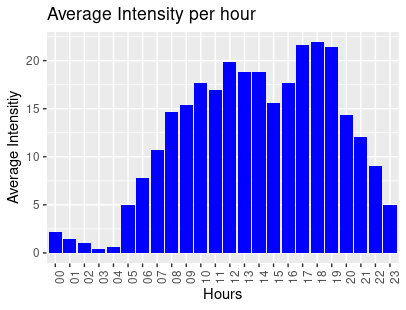 Average Intensity per hour
Average Intensitiy
20
15
10
5
0
00 01 02 03 04 05 06 07 08 09 10 11 12 13 14 15 16 17 18 19 20 21 22 23
Hours